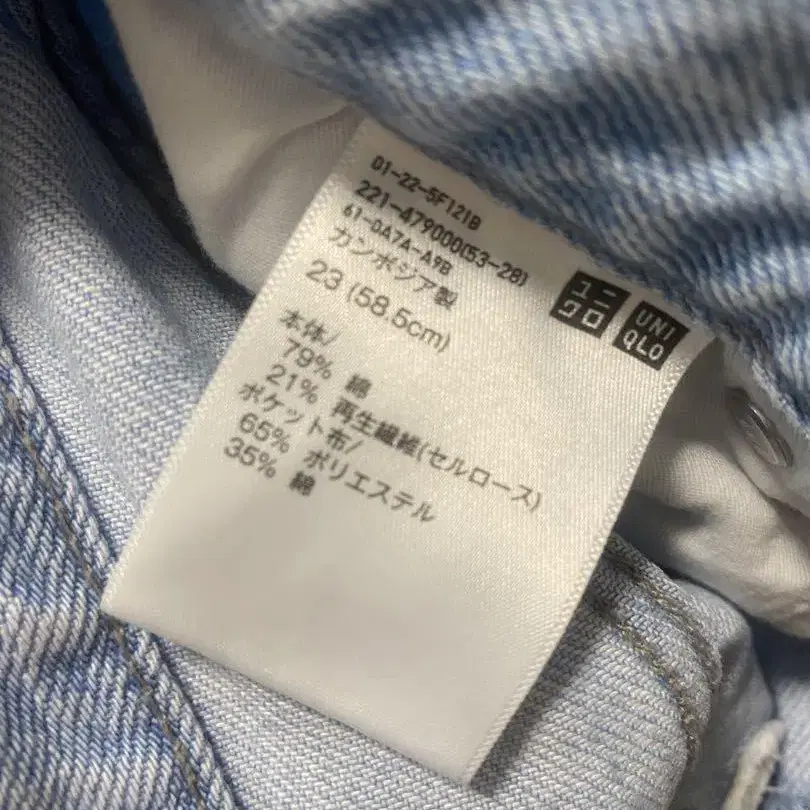 01-22-5F121B
221-479000(53-28)
61-0A7A-A9B
カンボジア製
23 (58.5cm)
ユニ
クロ
UNI
QLO
本体/
79% 綿
21% 再生繊維(セルロース)
ポケット布/
65% ポリエステル
35% 綿